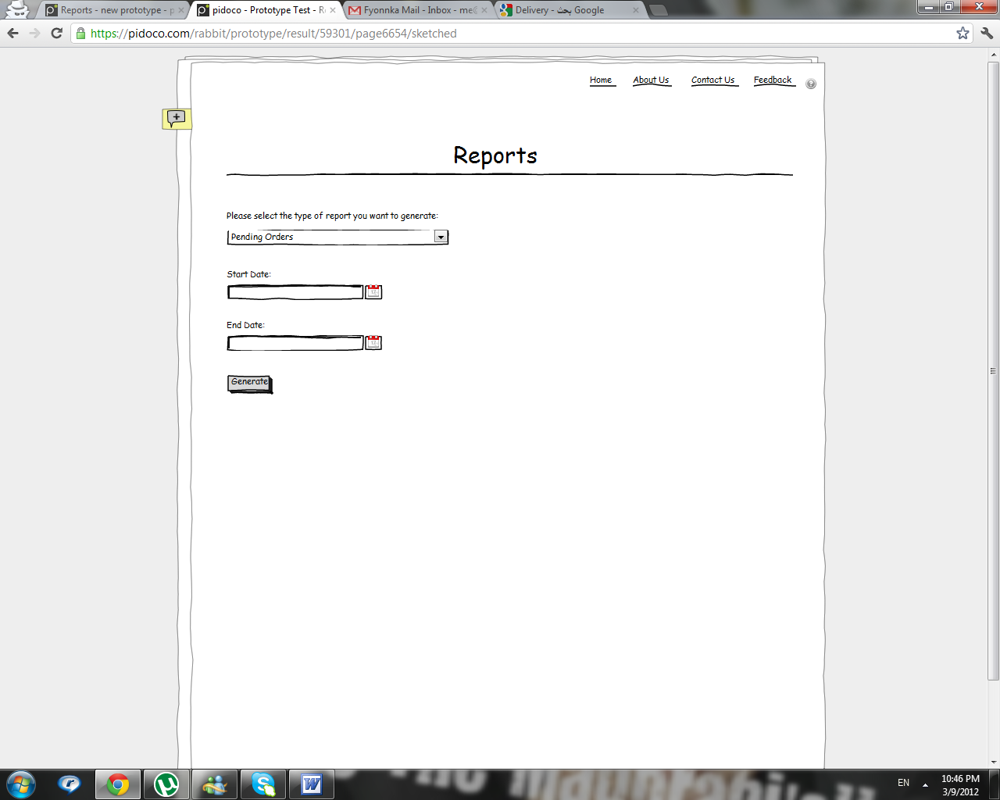 Reports - new prototype - p
pidoco - Prototype Test - R
Fyonnka Mail - Inbox - me@
Delivery - بحث Google
https://pidoco.com/rabbit/prototype/result/59301/page6654/sketched
Home About Us Contact Us Feedback
Reports
Please select the type of report you want to generate:
Pending Orders
Start Date:
End Date:
Generate
EN
10:46 PM
3/9/2012